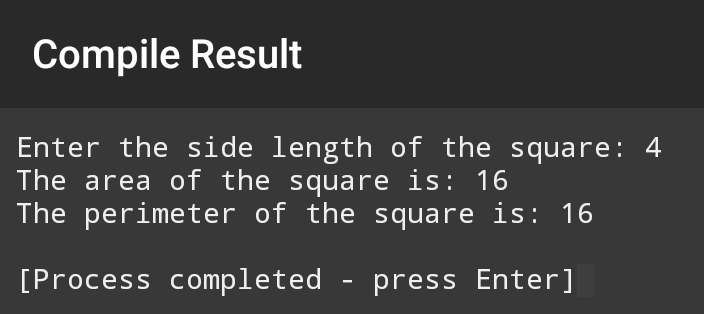 Compile Result
Enter the side length of the square: 4
The area of the square is: 16
The perimeter of the square is: 16
[Process completed - press Enter]